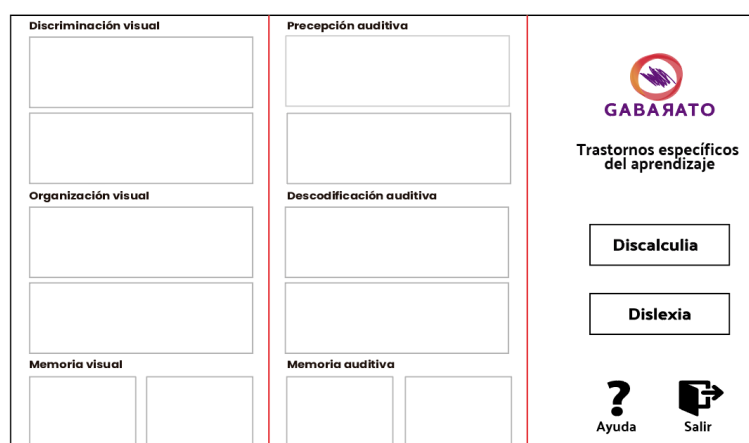 Discriminación visual
Organización visual
Memoria visual
Precepción auditiva
Descodificación auditiva
Memoria auditiva
GABAЯATO
Trastornos específicos
del aprendizaje
Discalculia
Dislexia
?
Ayuda
Salir